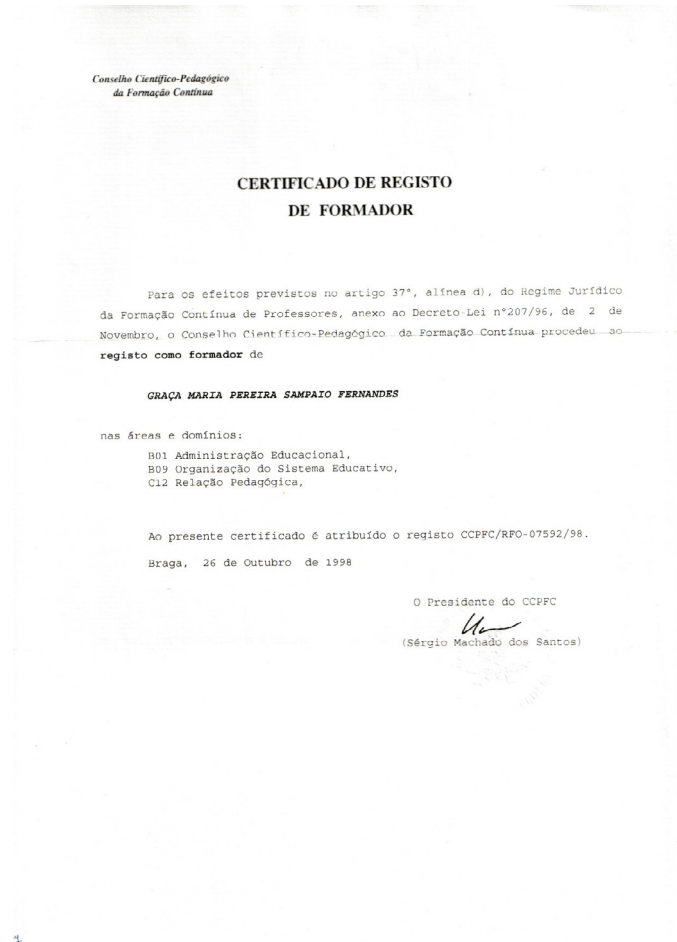 Conselho Científico-Pedagógico
da Formação Contínua
CERTIFICADO DE REGISTO
DE FORMADOR
Para os efeitos previstos no artigo 37º, alínea d), do Regime Jurídico
da Formação Contínua de Professores, anexo ao Decreto-Lei nº207/96, de 2 de
Novembro, o Conselho Científico-Pedagógico da Formação Contínua procedeu ao
registo como formador de
GRAÇA MARIA PEREIRA SAMPAIO FERNANDES
nas áreas e domínios:
B01 Administração Educacional,
B09 Organização do Sistema Educativo,
C12 Relação Pedagógica,
Ao presente certificado é atribuído o registo CCPFC/RFO-07592/98.
Braga, 26 de Outubro de 1998
O Presidente do CCPFC
(Sérgio Machado dos Santos)